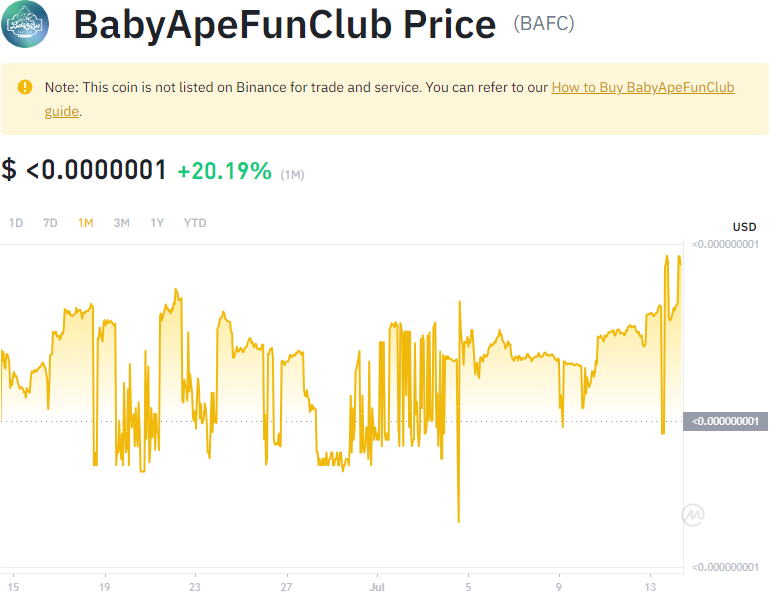 BabyApeFunClub Price (BAFC)
Note: This coin is not listed on Binance for trade and service. You can refer to our How to Buy BabyApeFunClub
guide.
$ <0.0000001 +20.19% (1M)
1D 7D 1M 3M 1Y YTD
USD
<0.000000001
<0.000000001
<0.000000001
15 19 23 27 Jul 5 9 13